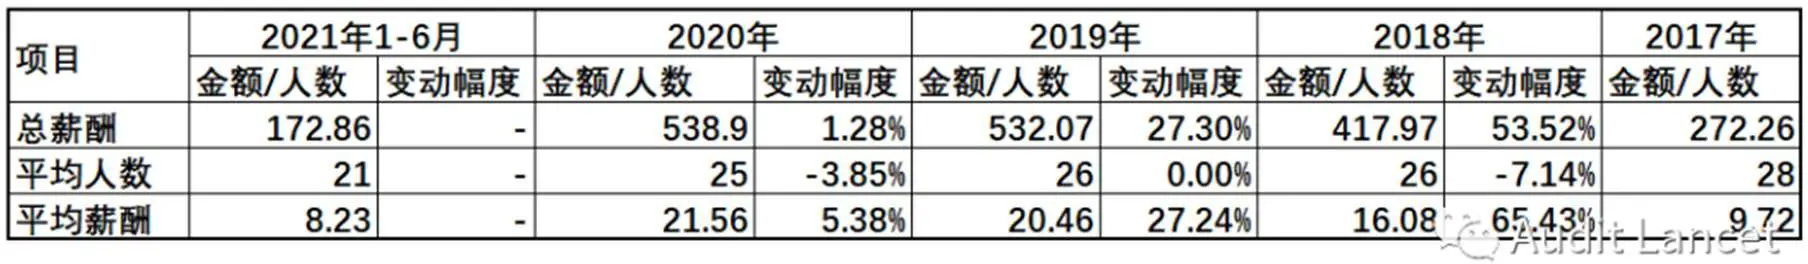 项目 2021年1-6月 2020年 2019年 2018年 2017年
金额/人数 变动幅度 金额/人数 变动幅度 金额/人数 变动幅度 金额/人数 变动幅度 金额/人数
总薪酬 172.86 - 538.9 1.28% 532.07 27.30% 417.97 53.52% 272.26
平均人数 21 - 25 -3.85% 26 0.00% 26 -7.14% 28
平均薪酬 8.23 - 21.56 5.38% 20.46 27.24% 16.08 65.43% 9.72
Audit Lancet